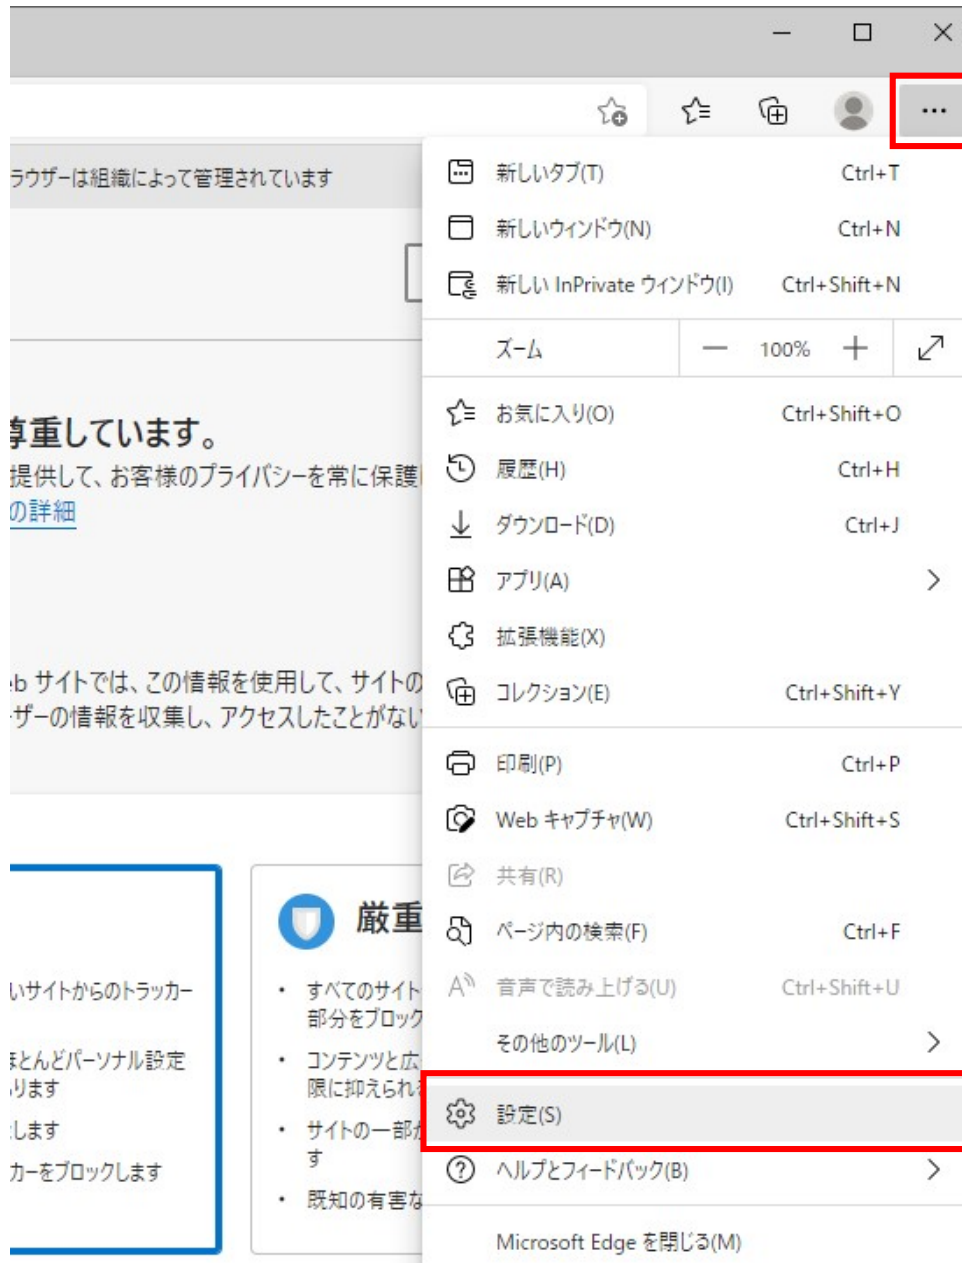 ラウザーは組織によって管理されています
尊重しています。
提供して、お客様のプライバシーを常に保護
の詳細
eb サイトでは、この情報を使用して、サイトの
ーザーの情報を収集し、アクセスしたことがない
いサイトからのトラッカー
ほとんどパーソナル設定
ります
します
カーをブロックします
厳重
• すべてのサイト
部分をブロック
• コンテンツと広
限に抑えられ
• サイトの一部が
す
• 既知の有害な
新しいタブ(T) Ctrl+T
新しいウィンドウ(N) Ctrl+N
新しい InPrivate ウィンドウ(I) Ctrl+Shift+N
ズーム — 100% +
お気に入り(O) Ctrl+Shift+O
履歴(H) Ctrl+H
ダウンロード(D) Ctrl+J
アプリ(A)
拡張機能(X)
コレクション(E) Ctrl+Shift+Y
印刷(P) Ctrl+P
Web キャプチャ(W) Ctrl+Shift+S
共有(R)
ページ内の検索(F) Ctrl+F
音声で読み上げる(U) Ctrl+Shift+U
その他のツール(L)
設定(S)
ヘルプとフィードバック(B)
Microsoft Edge を閉じる(M)